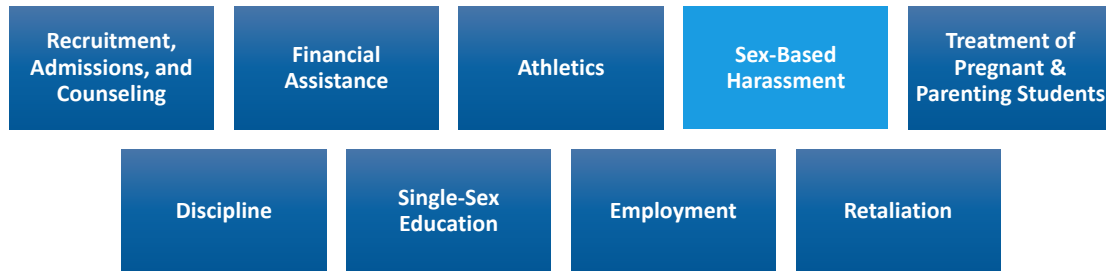 Recruitment,
Admissions, and
Counseling
Financial
Assistance
Athletics
Sex-Based
Harassment
Treatment of
Pregnant &
Parenting Students
Discipline
Single-Sex
Education
Employment
Retaliation